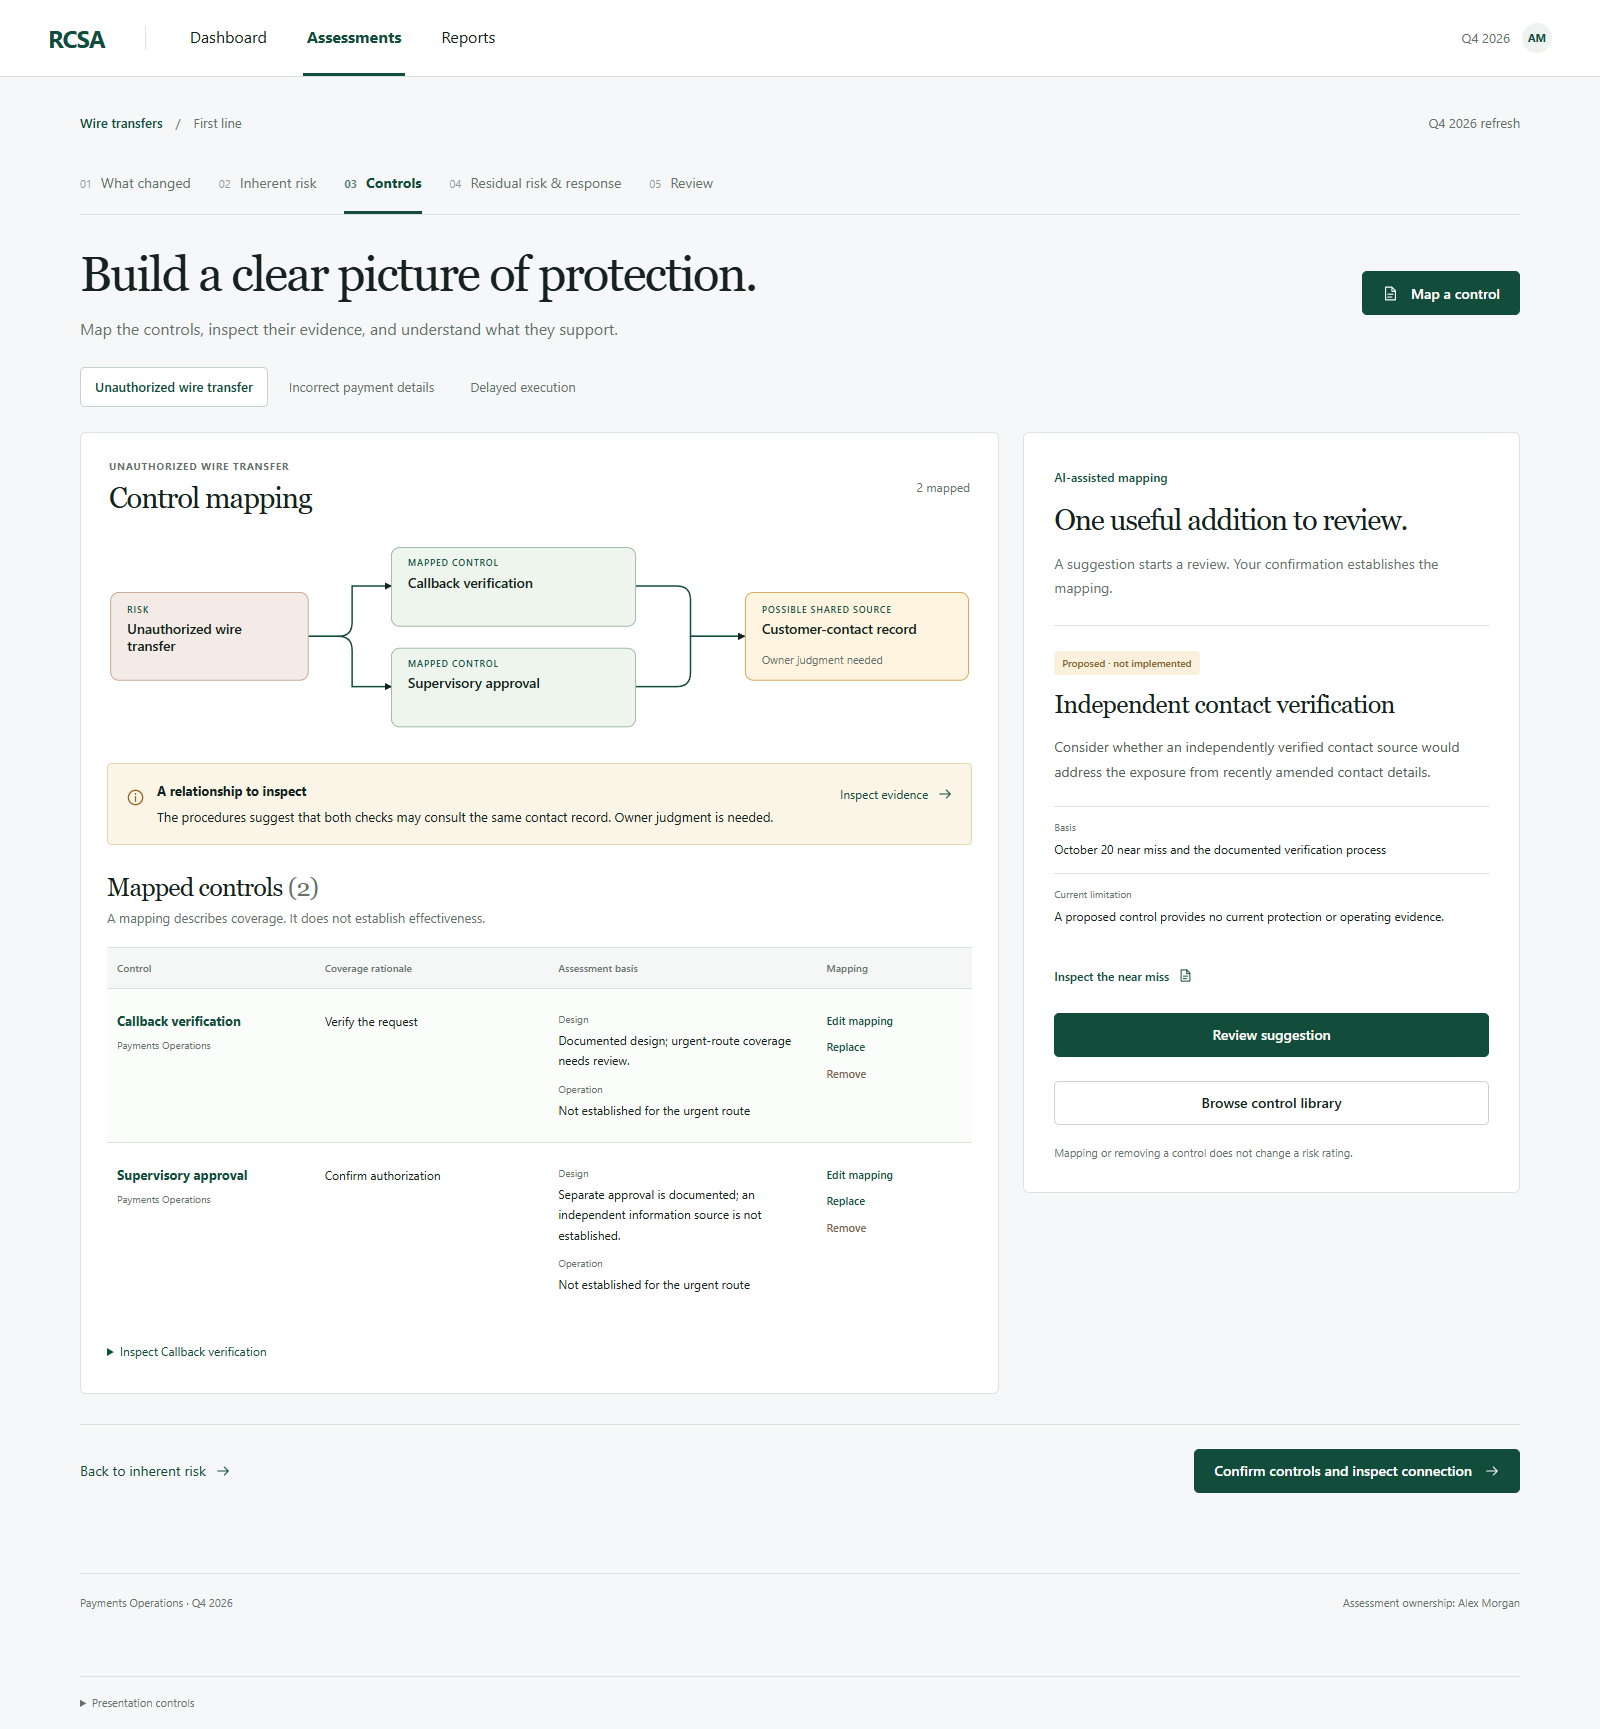 RCSA
Dashboard
Assessments
Reports
Q4 2026
AM
Wire transfers / First line
Q4 2026 refresh
01 What changed
02 Inherent risk
03 Controls
04 Residual risk & response
05 Review
Build a clear picture of protection.
Map the controls, inspect their evidence, and understand what they support.
Map a control
Unauthorized wire transfer
Incorrect payment details
Delayed execution
UNAUTHORIZED WIRE TRANSFER
Control mapping
2 mapped
RISK
Unauthorized wire
transfer
MAPPED CONTROL
Callback verification
MAPPED CONTROL
Supervisory approval
POSSIBLE SHARED SOURCE
Customer-contact record
Owner judgment needed
A relationship to inspect
The procedures suggest that both checks may consult the same contact record. Owner judgment is needed.
Inspect evidence
Mapped controls (2)
A mapping describes coverage. It does not establish effectiveness.
Control
Coverage rationale
Assessment basis
Mapping
Callback verification
Payments Operations
Verify the request
Design
Documented design; urgent-route coverage
needs review.
Operation
Not established for the urgent route
Edit mapping
Replace
Remove
Supervisory approval
Payments Operations
Confirm authorization
Design
Separate approval is documented; an
independent information source is not
established.
Operation
Not established for the urgent route
Edit mapping
Replace
Remove
Inspect Callback verification
AI-assisted mapping
One useful addition to review.
A suggestion starts a review. Your confirmation establishes the
mapping.
Proposed · not implemented
Independent contact verification
Consider whether an independently verified contact source would
address the exposure from recently amended contact details.
Basis
October 20 near miss and the documented verification process
Current limitation
A proposed control provides no current protection or operating evidence.
Inspect the near miss
Review suggestion
Browse control library
Mapping or removing a control does not change a risk rating.
Back to inherent risk
Confirm controls and inspect connection
Payments Operations · Q4 2026
Assessment ownership: Alex Morgan
Presentation controls